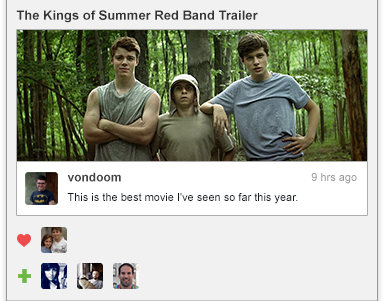 The Kings of Summer Red Band Trailer
vondoom
9 hrs ago
This is the best movie I've seen so far this year.